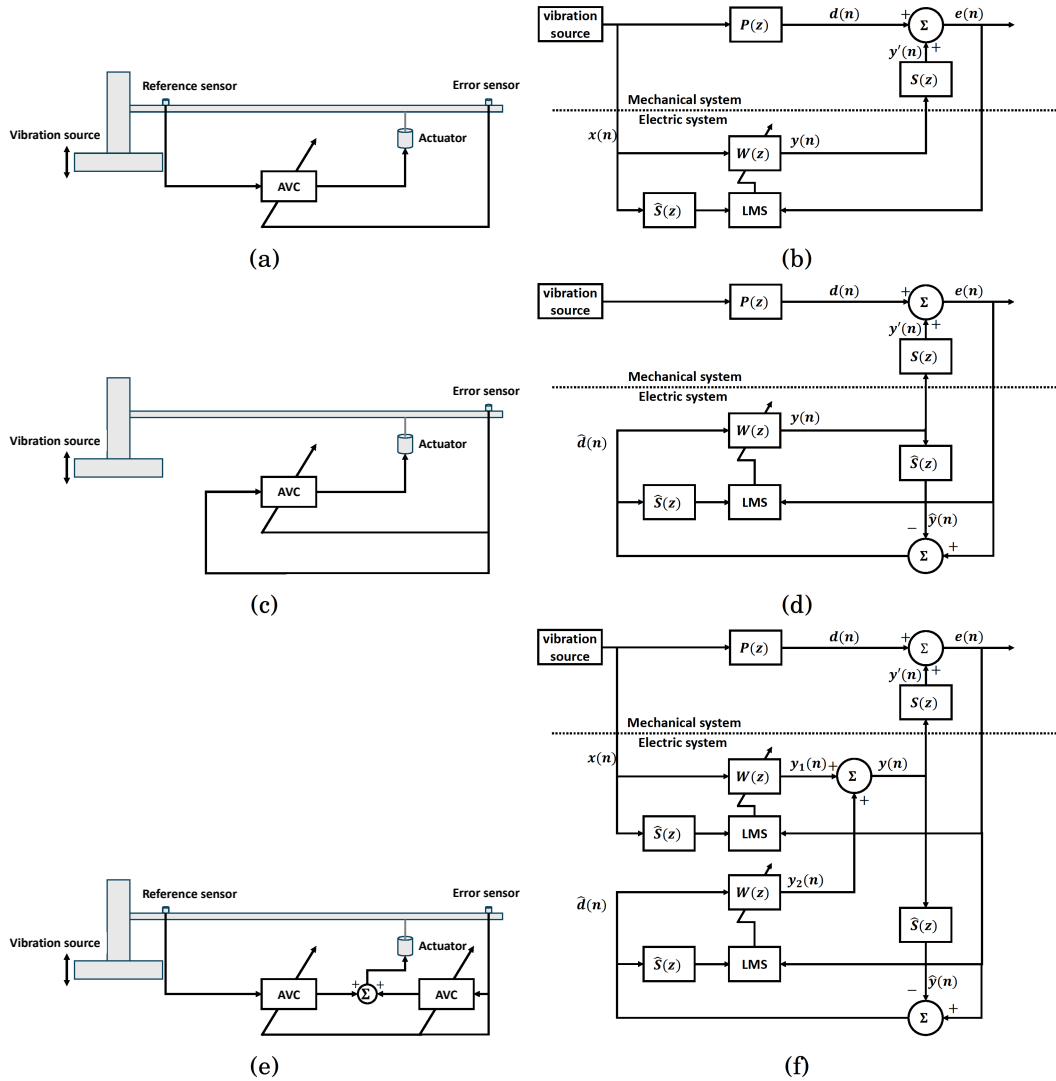 Reference sensor
Error sensor
Vibration source
Actuator
AVC
(a)
vibration
source
P(z)
d(n)
+
Σ
e(n)
y′(n)
+
S(z)
Mechanical system
Electric system
x(n)
W(z)
y(n)
Ŝ(z)
LMS
(b)
Error sensor
Vibration source
Actuator
AVC
(c)
vibration
source
P(z)
d(n)
+
Σ
e(n)
y′(n)
+
S(z)
Mechanical system
Electric system
d̂(n)
W(z)
y(n)
Ŝ(z)
Ŝ(z)
LMS
ŷ(n)
−
Σ
+
(d)
Reference sensor
Error sensor
Vibration source
Actuator
AVC
+
Σ
+
AVC
(e)
vibration
source
P(z)
d(n)
+
Σ
e(n)
y′(n)
+
S(z)
Mechanical system
Electric system
x(n)
W(z)
y₁(n)
+
Σ
y(n)
+
Ŝ(z)
LMS
d̂(n)
W(z)
y₂(n)
Ŝ(z)
Ŝ(z)
LMS
ŷ(n)
−
Σ
+
(f)